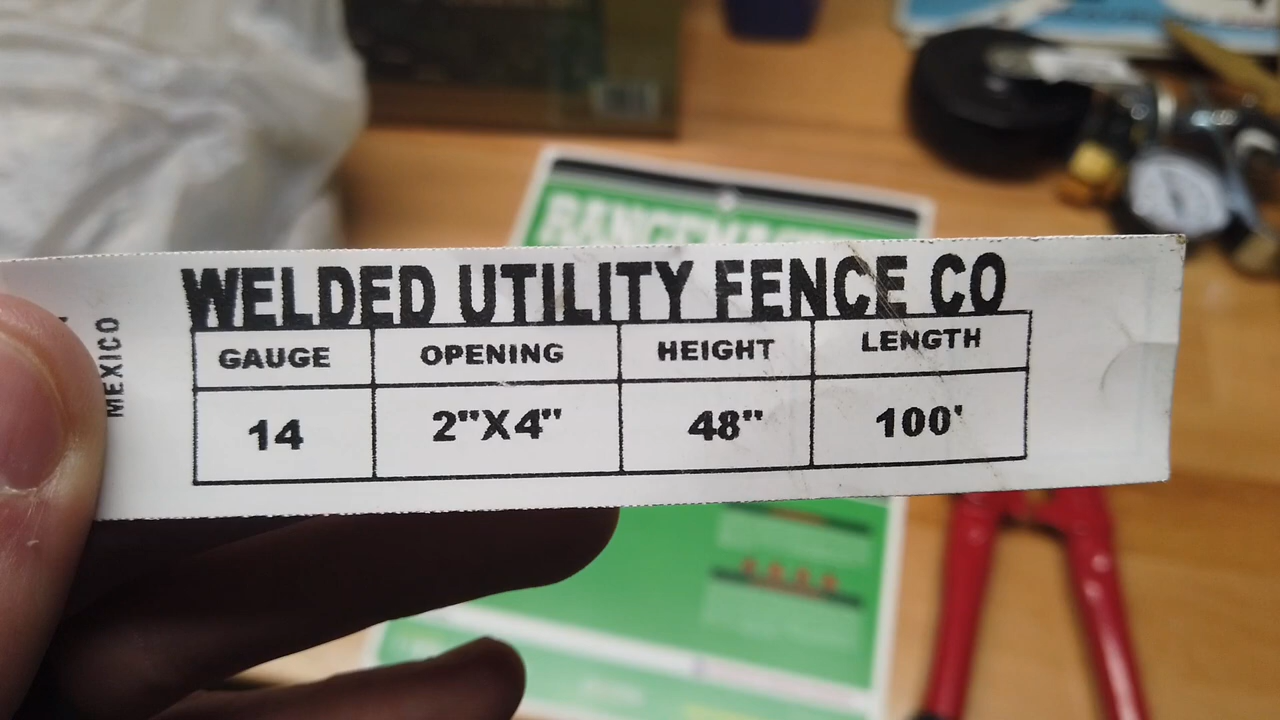 WELDED UTILITY FENCE CO
GAUGE OPENING HEIGHT LENGTH
14 2"X4" 48" 100'
MEXICO